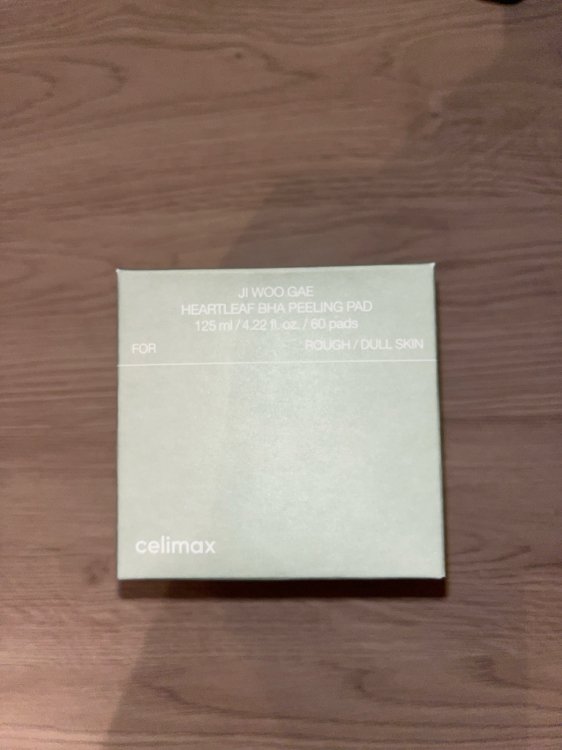 JI WOO GAE
HEARTLEAF BHA PEELING PAD
125 ml / 4.22 fl. oz. / 60 pads
FOR ROUGH / DULL SKIN
celimax